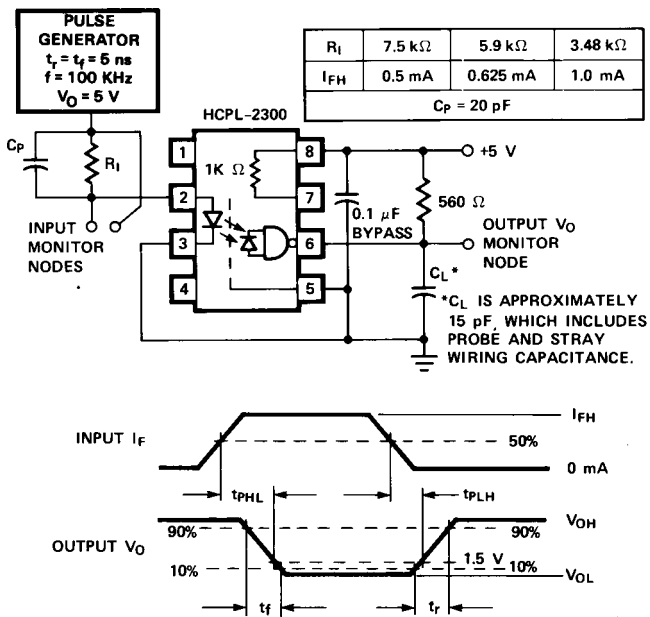 PULSE
GENERATOR
tr = tf = 5 ns
f = 100 KHz
VO = 5 V
RI 7.5 kΩ 5.9 kΩ 3.48 kΩ
IFH 0.5 mA 0.625 mA 1.0 mA
CP = 20 pF
HCPL-2300
CP
RI
1
8
+5 V
1K Ω
2
7
0.1 μF
BYPASS
560 Ω
INPUT
MONITOR
NODES
3
6
OUTPUT VO
MONITOR
NODE
4
5
CL*
*CL IS APPROXIMATELY
15 pF, WHICH INCLUDES
PROBE AND STRAY
WIRING CAPACITANCE.
INPUT IF
IFH
50%
0 mA
tPHL
tPLH
OUTPUT VO
90%
90%
VOH
1.5 V
10%
10%
VOL
tf
tr